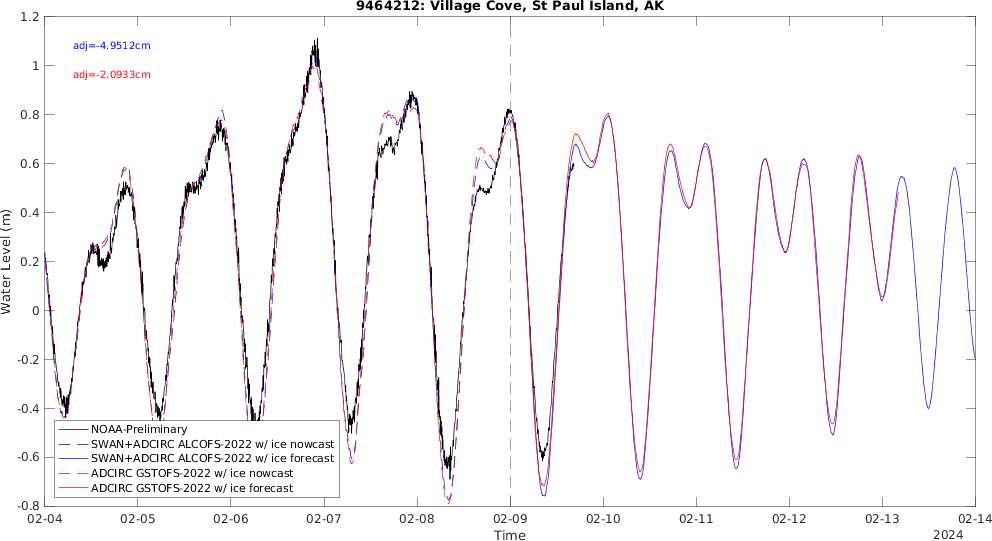 9464212: Village Cove, St Paul Island, AK
adj=-4.9512cm
adj=-2.0933cm
Water Level (m)
1.2
1
0.8
0.6
0.4
0.2
0
-0.2
-0.4
-0.6
-0.8
NOAA-Preliminary
SWAN+ADCIRC ALCOFS-2022 w/ ice nowcast
SWAN+ADCIRC ALCOFS-2022 w/ ice forecast
ADCIRC GSTOFS-2022 w/ ice nowcast
ADCIRC GSTOFS-2022 w/ ice forecast
02-04 02-05 02-06 02-07 02-08 02-09 02-10 02-11 02-12 02-13 02-14
Time
2024